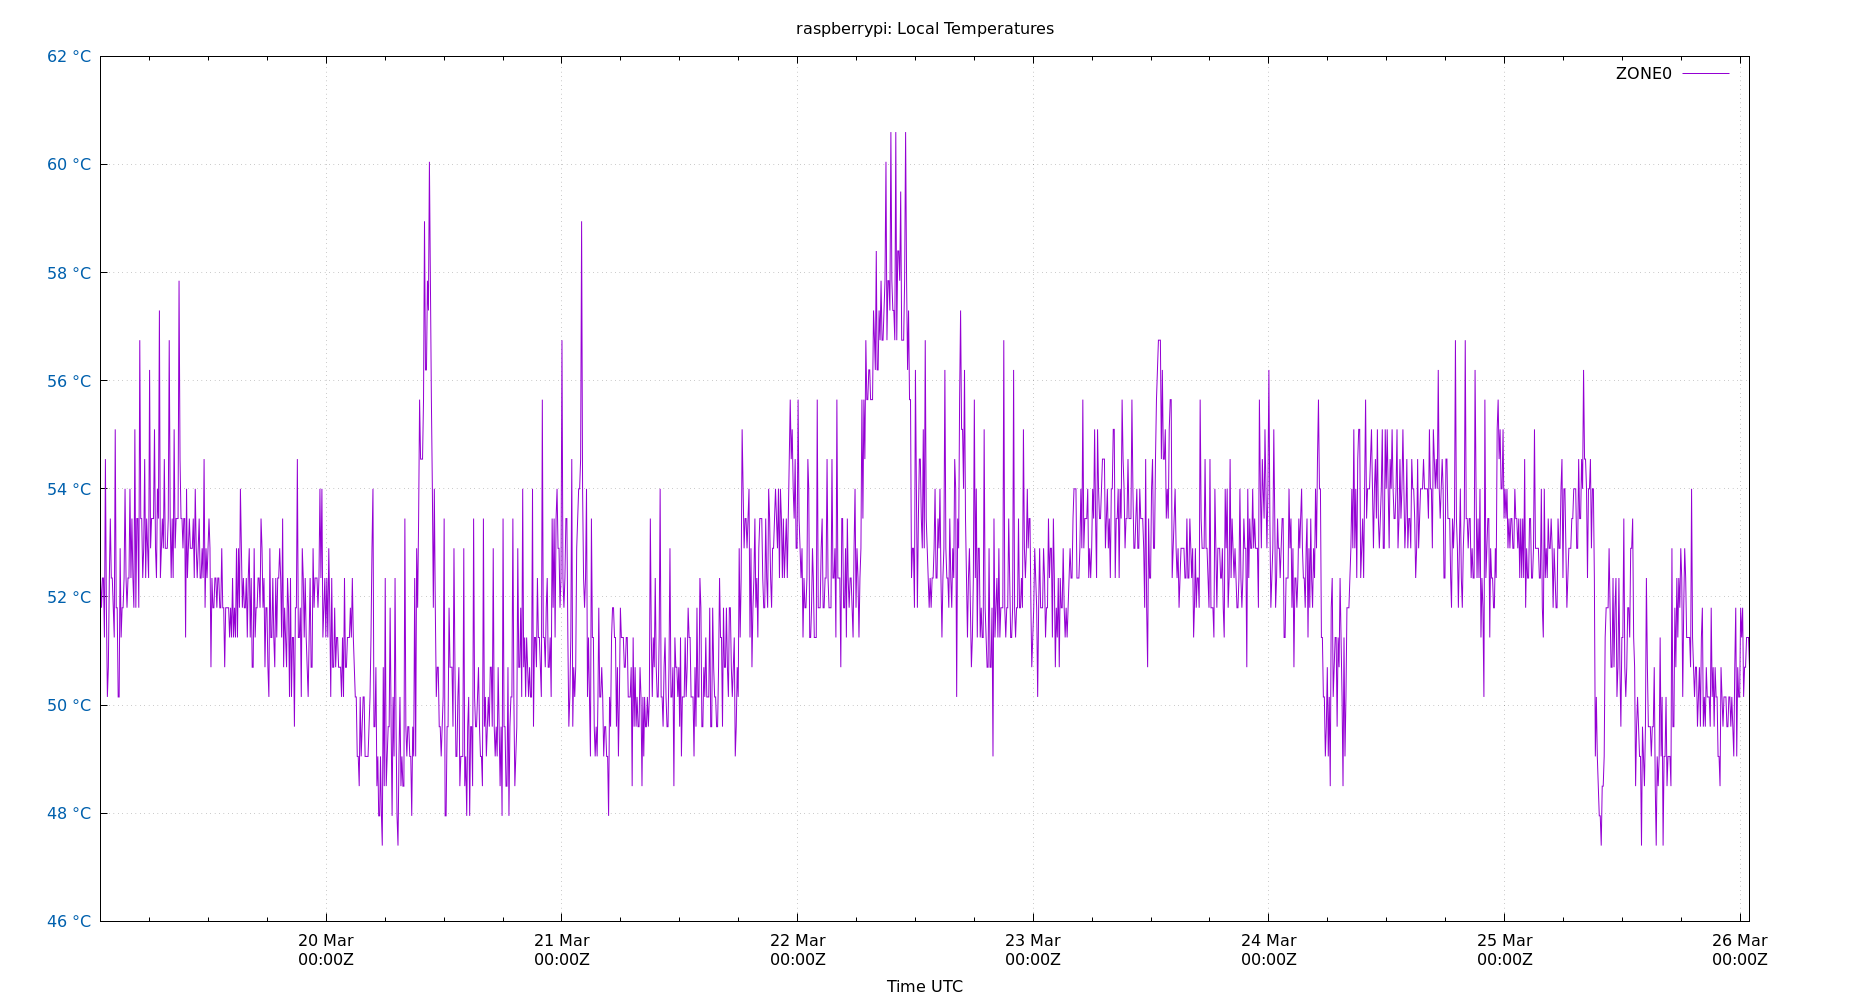 raspberrypi: Local Temperatures
62 °C
ZONE0
60 °C
58 °C
56 °C
54 °C
52 °C
50 °C
48 °C
46 °C
20 Mar 21 Mar 22 Mar 23 Mar 24 Mar 25 Mar 26 Mar
00:00Z 00:00Z 00:00Z 00:00Z 00:00Z 00:00Z 00:00Z
Time UTC